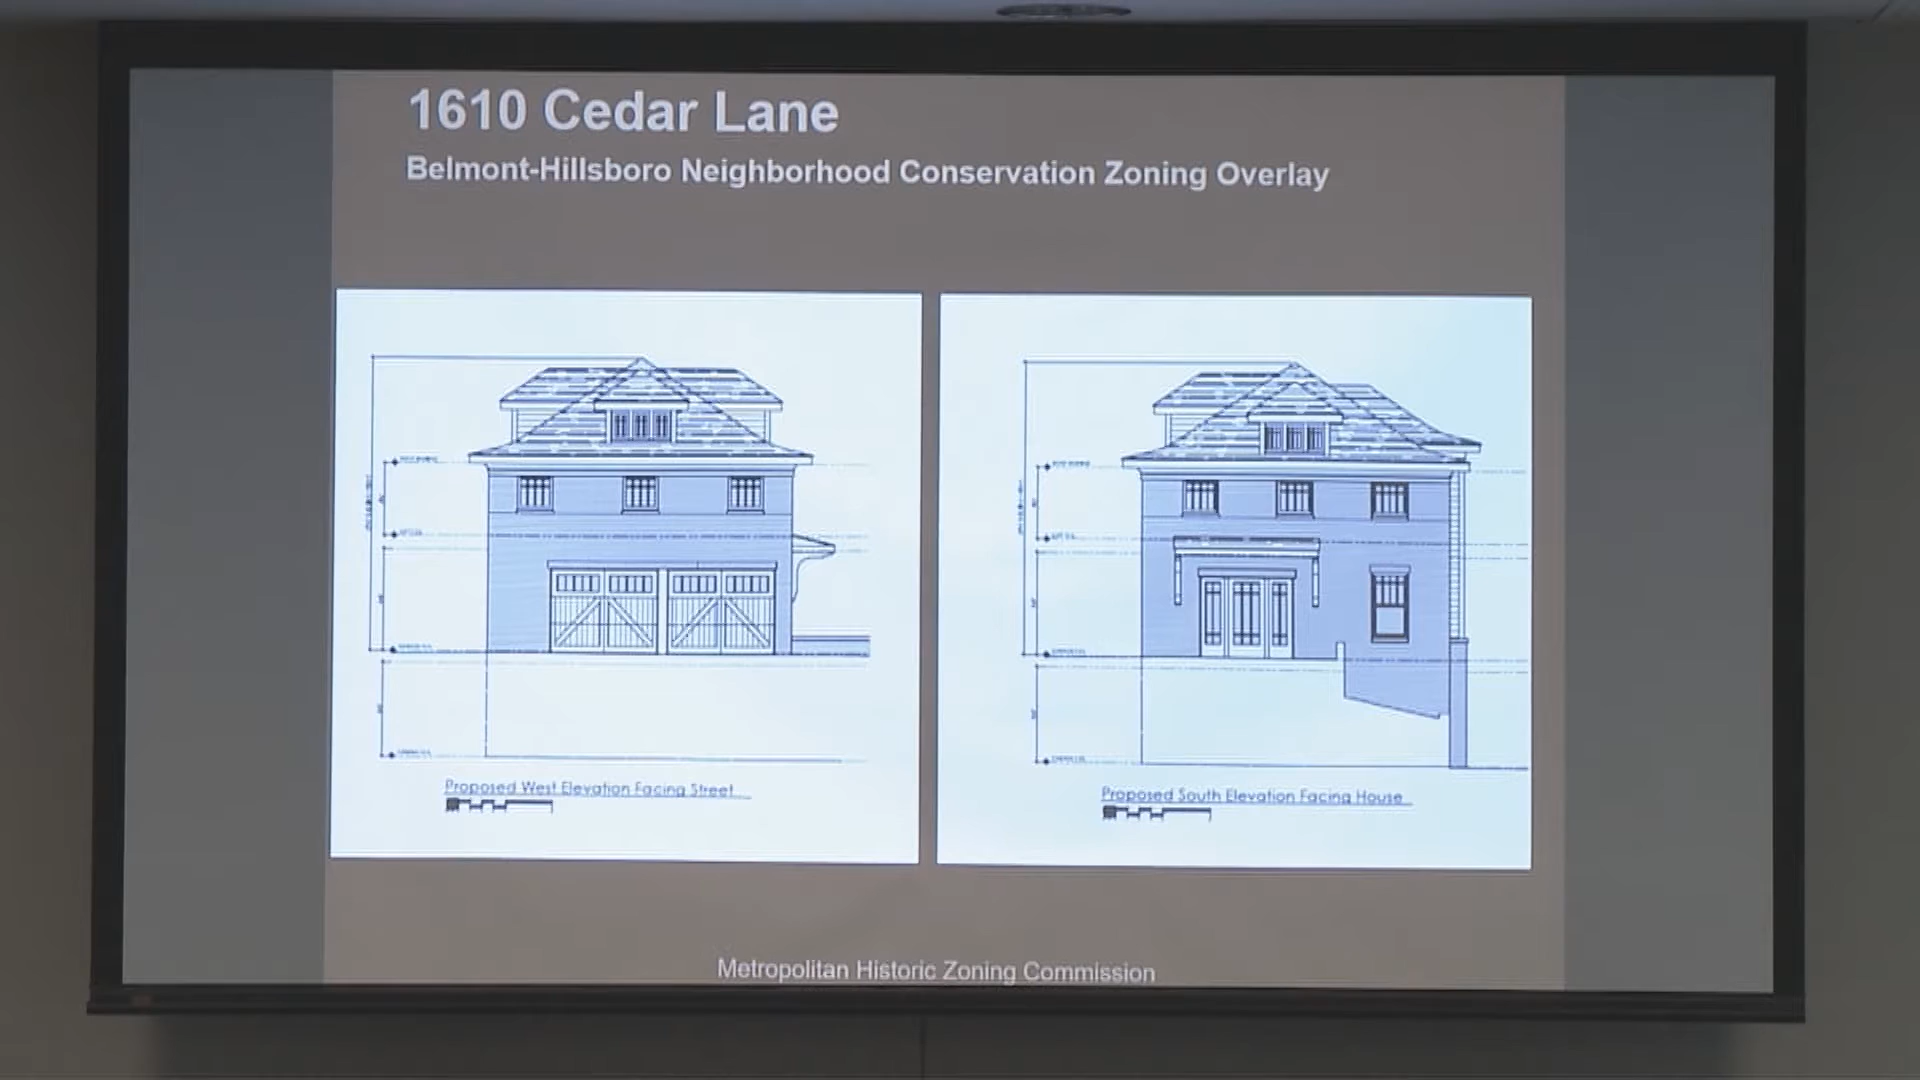 1610 Cedar Lane
Belmont-Hillsboro Neighborhood Conservation Zoning Overlay
Proposed West Elevation Facing Street
Proposed South Elevation Facing House
Metropolitan Historic Zoning Commission